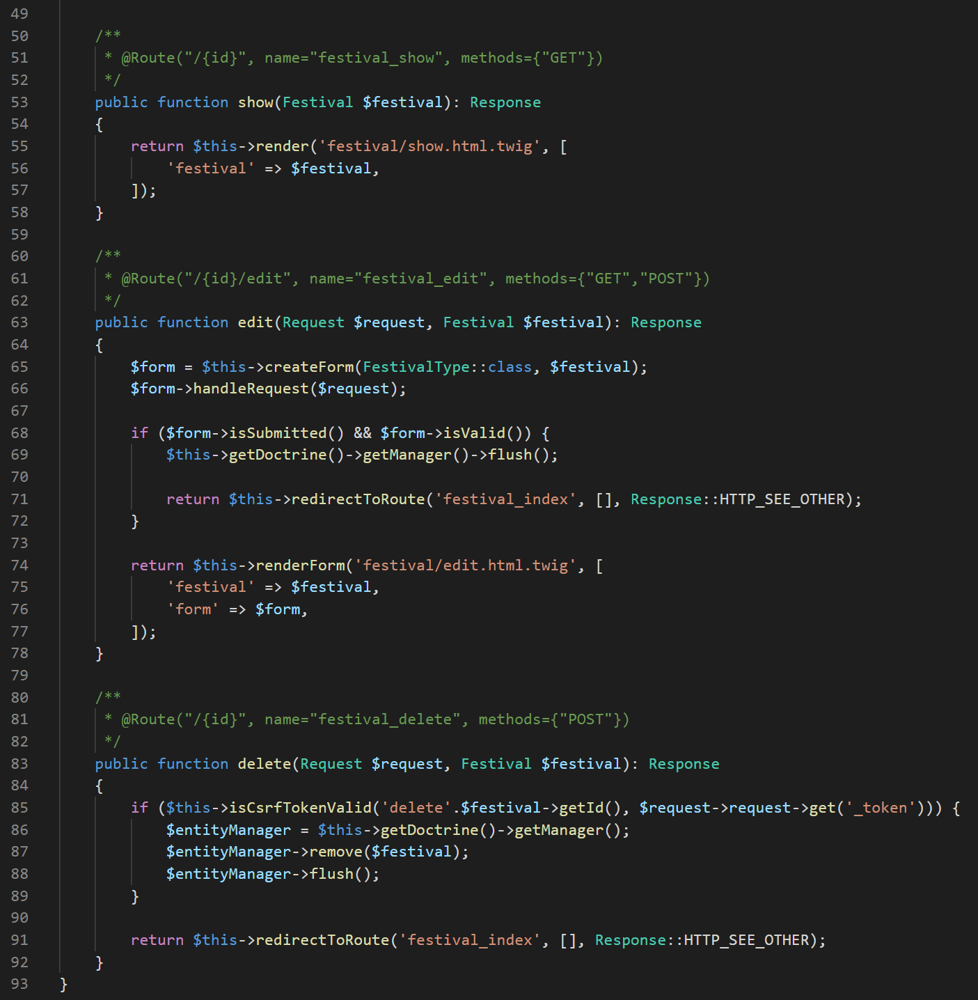 49
50    /**
51     * @Route("/{id}", name="festival_show", methods={"GET"})
52     */
53    public function show(Festival $festival): Response
54    {
55        return $this->render('festival/show.html.twig', [
56            'festival' => $festival,
57        ]);
58    }
59
60    /**
61     * @Route("/{id}/edit", name="festival_edit", methods={"GET","POST"})
62     */
63    public function edit(Request $request, Festival $festival): Response
64    {
65        $form = $this->createForm(FestivalType::class, $festival);
66        $form->handleRequest($request);
67
68        if ($form->isSubmitted() && $form->isValid()) {
69            $this->getDoctrine()->getManager()->flush();
70
71            return $this->redirectToRoute('festival_index', [], Response::HTTP_SEE_OTHER);
72        }
73
74        return $this->renderForm('festival/edit.html.twig', [
75            'festival' => $festival,
76            'form' => $form,
77        ]);
78    }
79
80    /**
81     * @Route("/{id}", name="festival_delete", methods={"POST"})
82     */
83    public function delete(Request $request, Festival $festival): Response
84    {
85        if ($this->isCsrfTokenValid('delete'.$festival->getId(), $request->request->get('_token'))) {
86            $entityManager = $this->getDoctrine()->getManager();
87            $entityManager->remove($festival);
88            $entityManager->flush();
89        }
90
91        return $this->redirectToRoute('festival_index', [], Response::HTTP_SEE_OTHER);
92    }
93 }